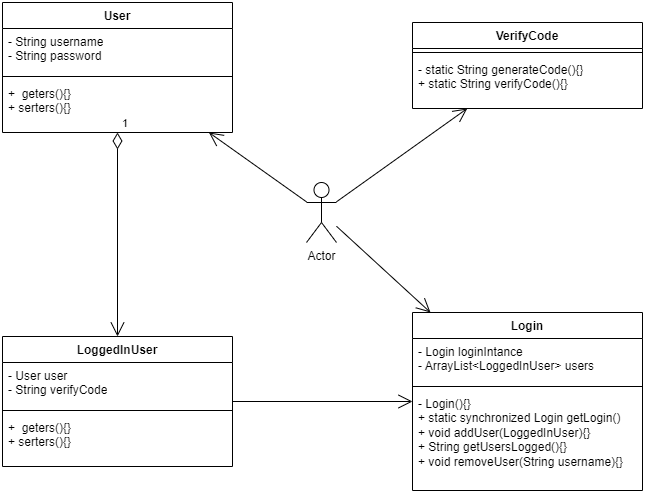 User
- String username
- String password
+  geters(){}
+ serters(){}
1
VerifyCode
- static String generateCode(){}
+ static String verifyCode(){}
Actor
LoggedInUser
- User user
- String verifyCode
+  geters(){}
+ serters(){}
Login
- Login loginIntance
- ArrayList<LoggedInUser> users
- Login(){}
+ static synchronized Login getLogin()
+ void addUser(LoggedInUser){}
+ String getUsersLogged(){}
+ void removeUser(String username){}